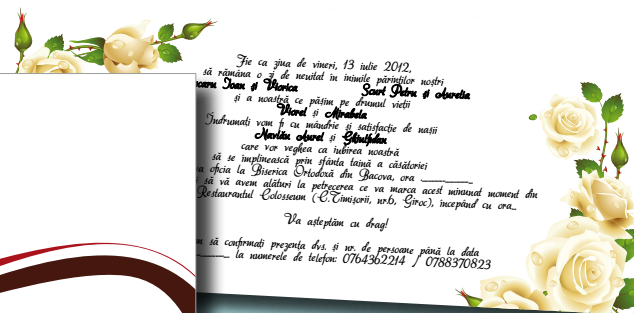 Fie ca ziua de vineri, 13 iulie 2012,
să rămâna o zi de neuitat în inimile părinților noștri
Ioan și Viorica Scurt Petru și Aurelia
și a noastră ce pășim pe drumul vieții
Viorel și Mirabela
Îndrumați vom fi cu mândrie și satisfacție de nașii
Aurel și
care vor veghea ca iubirea noastră
să se împlinească prin sfânta taină a căsătoriei
oficia la Biserica Ortodoxă din Bacova, ora
să vă avem alături la petrecerea ce va marca acest minunat moment din
Restaurantul Colosseum (C.Timișorii, nr.6, Giroc), începând cu ora...
Va așteptăm cu drag!
să confirmați prezența dvs. și nr. de persoane până la data
la numerele de telefon: 0764362214 / 0788370823